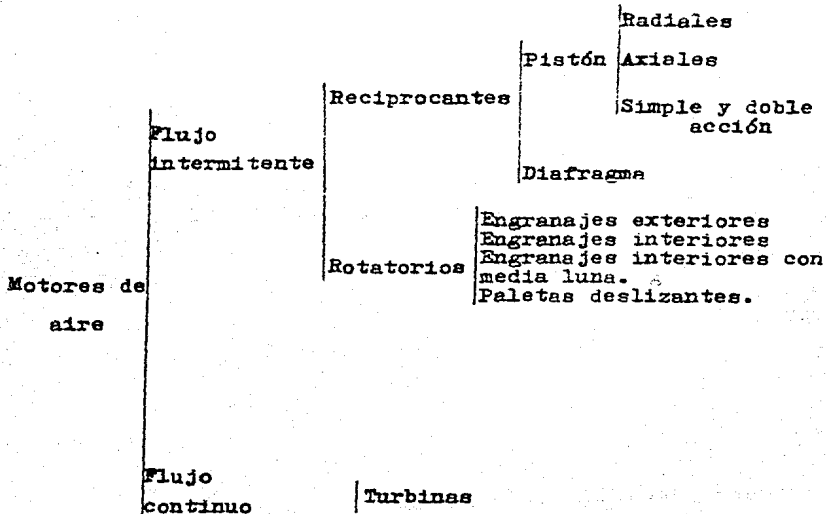 Radiales
Pistón Axiales
Simple y doble
acción
Reciprocantes
Flujo
intermitente
Diafragma
Engranajes exteriores
Engranajes interiores
Engranajes interiores con
media luna.
Paletas deslizantes.
Rotatorios
Motores de
aire
Flujo
continuo
Turbinas